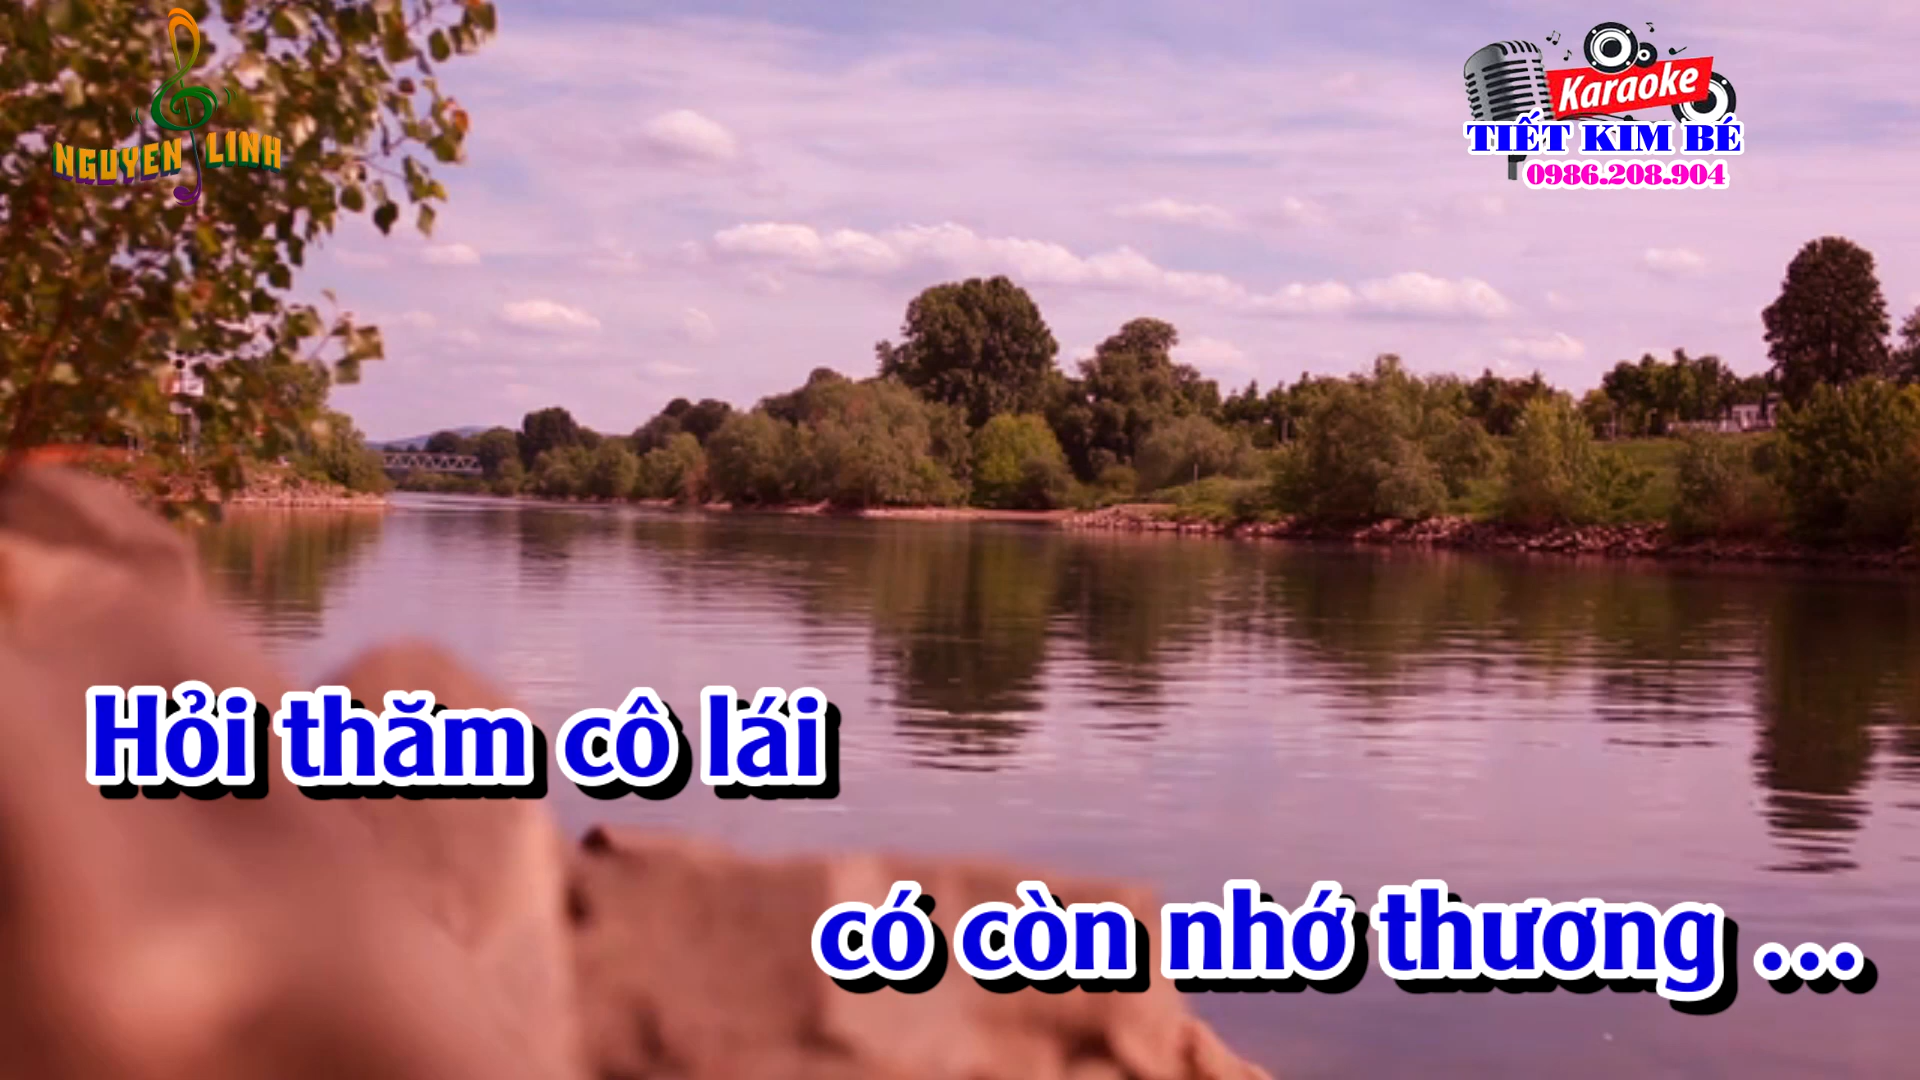 NGUYEN LINH
Karaoke
TIẾT KIM BÉ
0986.208.904
Hỏi thăm cô lái
có còn nhớ thương ...